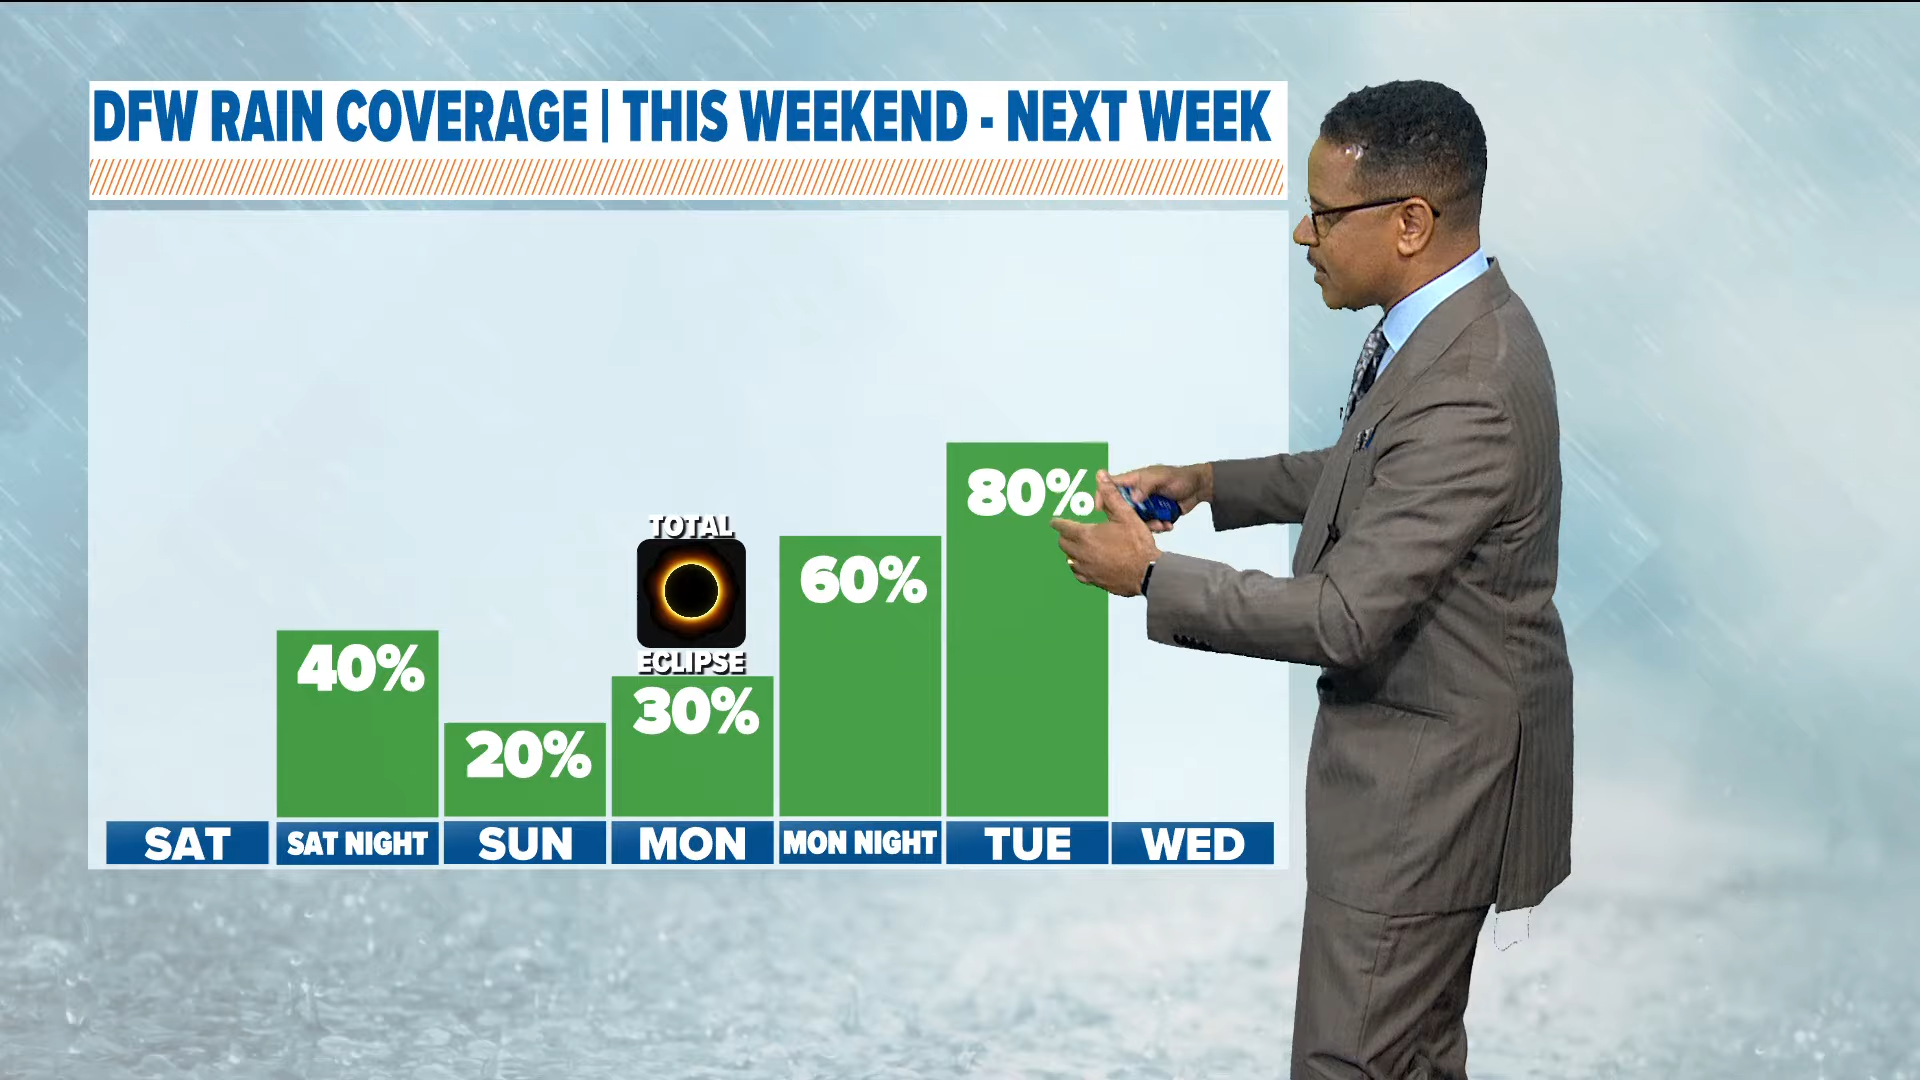 DFW RAIN COVERAGE | THIS WEEKEND - NEXT WEEK
80%
TOTAL
60%
40%
ECLIPSE
30%
20%
SAT
SAT NIGHT
SUN
MON
MON NIGHT
TUE
WED